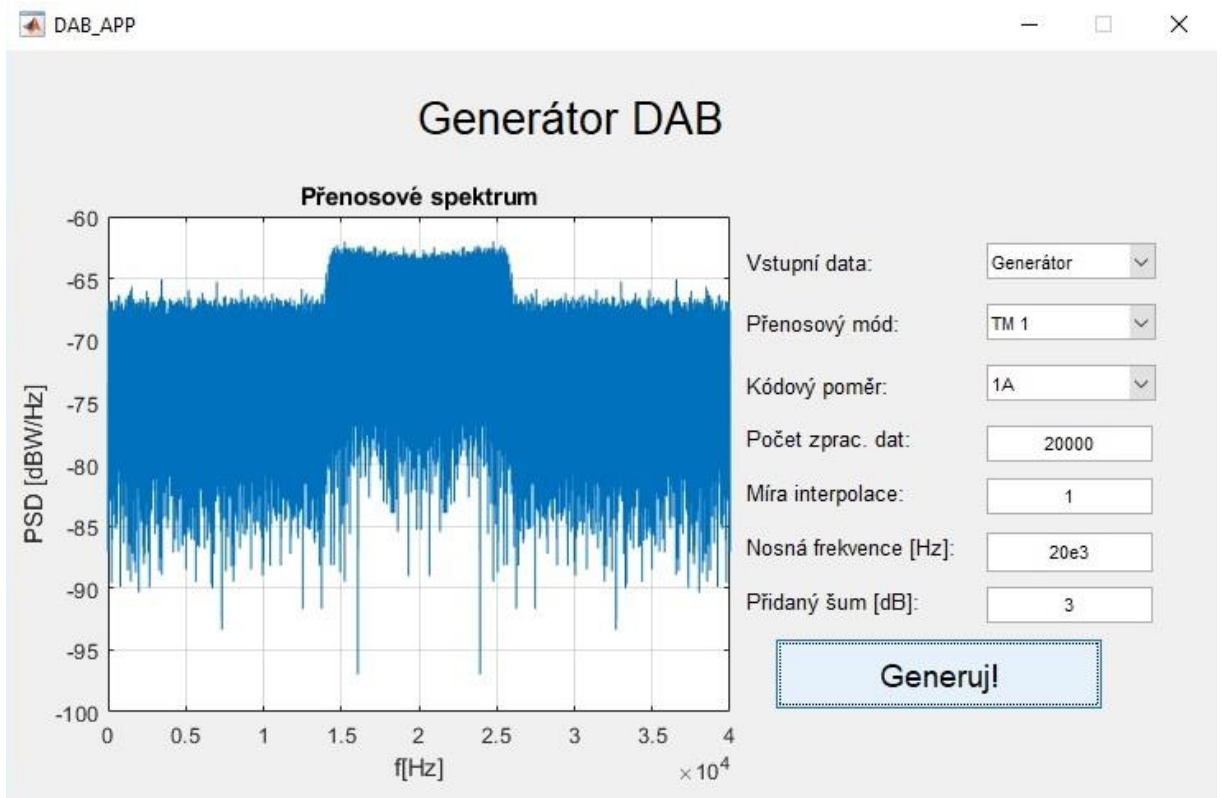 DAB_APP
Generátor DAB
Přenosové spektrum
-60
-65
-70
-75
-80
-85
-90
-95
-100
PSD [dBW/Hz]
0 0.5 1 1.5 2 2.5 3 3.5 4
f[Hz]
×10^4
Vstupní data: Generátor
Přenosový mód: TM 1
Kódový poměr: 1A
Počet zprac. dat: 20000
Míra interpolace: 1
Nosná frekvence [Hz]: 20e3
Přidaný šum [dB]: 3
Generuj!